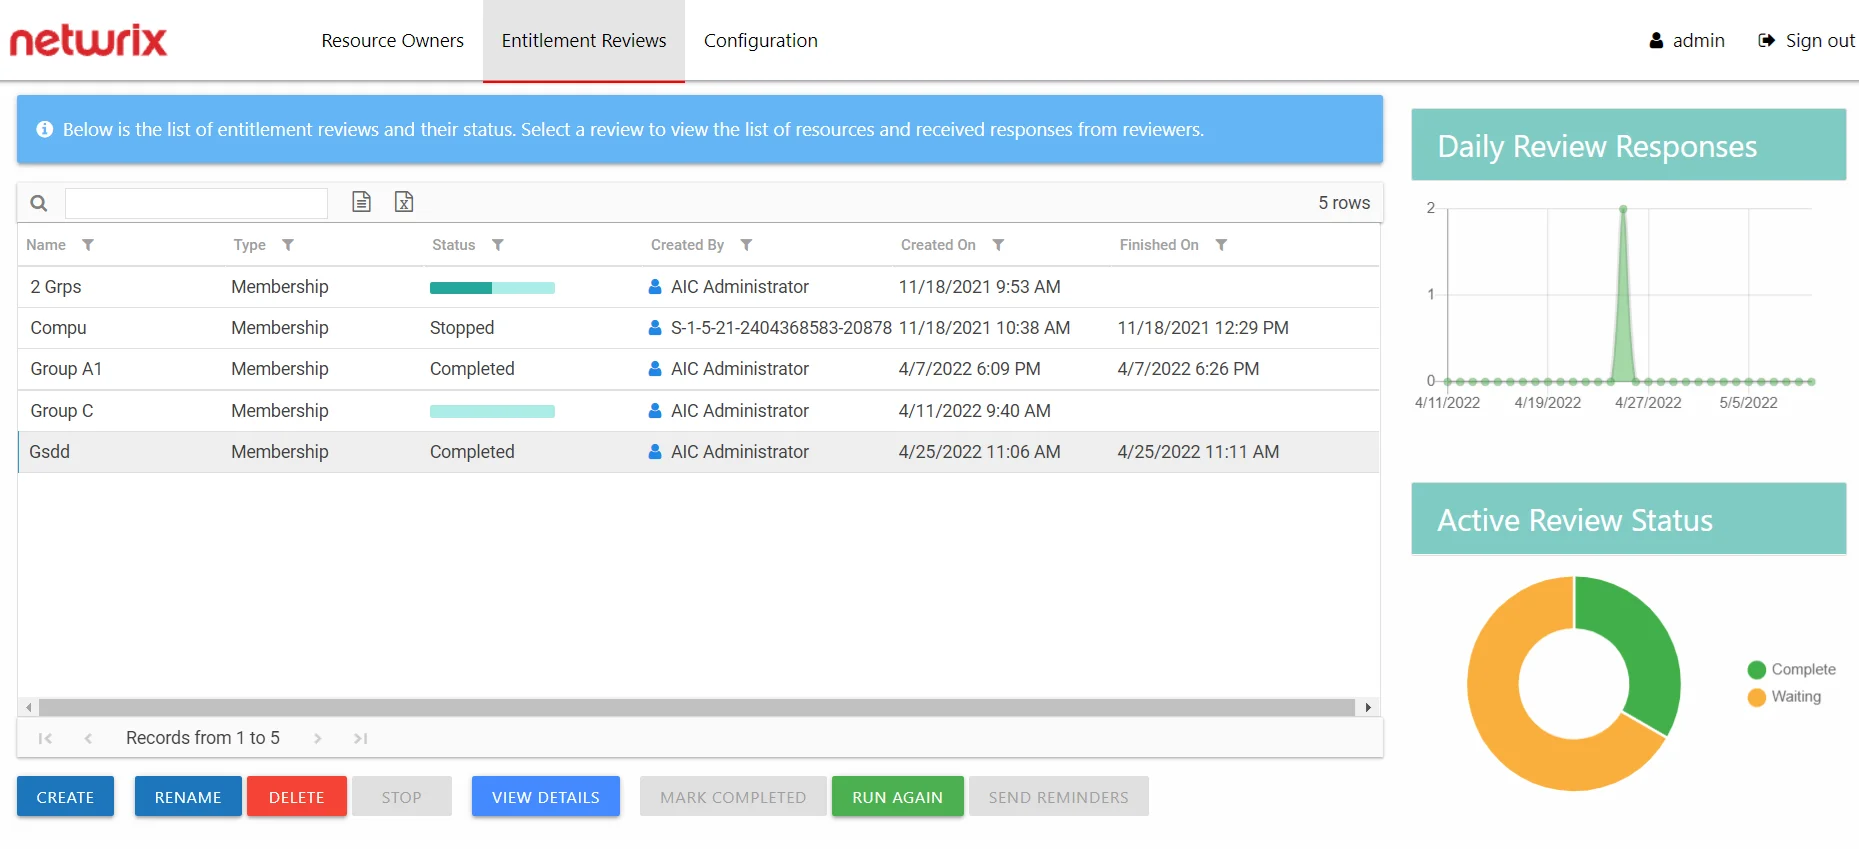 netwrix
Resource Owners
Entitlement Reviews
Configuration
admin
Sign out
Below is the list of entitlement reviews and their status. Select a review to view the list of resources and received responses from reviewers.
5 rows
Name Type Status Created By Created On Finished On
2 Grps Membership AIC Administrator 11/18/2021 9:53 AM
Compu Membership Stopped S-1-5-21-2404368583-20878 11/18/2021 10:38 AM 11/18/2021 12:29 PM
Group A1 Membership Completed AIC Administrator 4/7/2022 6:09 PM 4/7/2022 6:26 PM
Group C Membership AIC Administrator 4/11/2022 9:40 AM
Gsdd Membership Completed AIC Administrator 4/25/2022 11:06 AM 4/25/2022 11:11 AM
Records from 1 to 5
CREATE RENAME DELETE STOP VIEW DETAILS MARK COMPLETED RUN AGAIN SEND REMINDERS
Daily Review Responses
2
1
0
4/11/2022 4/19/2022 4/27/2022 5/5/2022
Active Review Status
Complete
Waiting